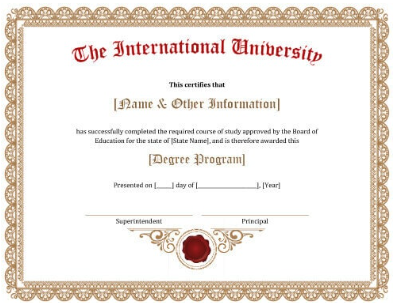 The International University
This certifies that
[Name & Other Information]
has successfully completed the required course of study approved by the Board of
Education for the state of [State Name], and is therefore awarded this
[Degree Program]
Presented on [____] day of [________________], [Year]
Superintendent Principal